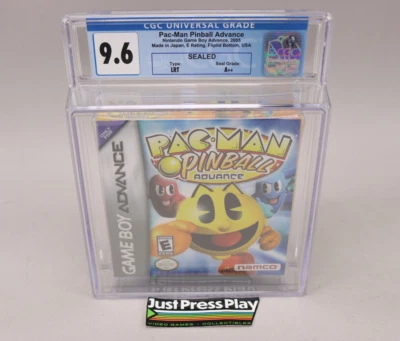 CGC UNIVERSAL GRADE
9.6
Pac-Man Pinball Advance
Nintendo Game Boy Advance, 2005
Made in Japan, E Rating, Fliptid Bottom, USA
SEALED
Type:
Seal Grade:
LRT
A++
GAME BOY ADVANCE
PAC-MAN
PINBALL
ADVANCE
E
namco
Just Press Play
VIDEO GAMES • COLLECTIBLES